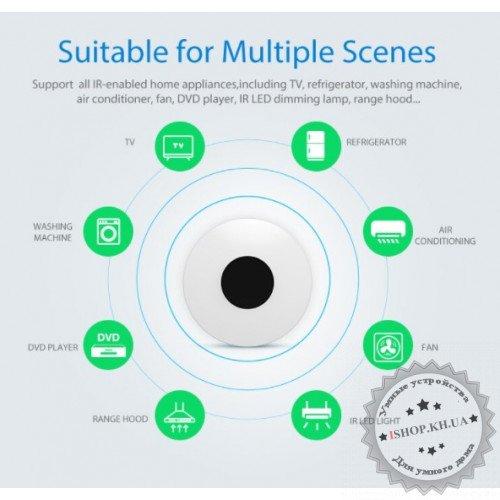 Suitable for Multiple Scenes
Support all IR-enabled home appliances,including TV, refrigerator, washing machine,
air conditioner, fan, DVD player, IR LED dimming lamp, range hood...
TV
TV
REFRIGERATOR
WASHING
MACHINE
AIR
CONDITIONING
DVD PLAYER
DVD
FAN
RANGE HOOD
IR LED LIGHT
Умные устройства
ISHOP.KH.UA
Для умного дома